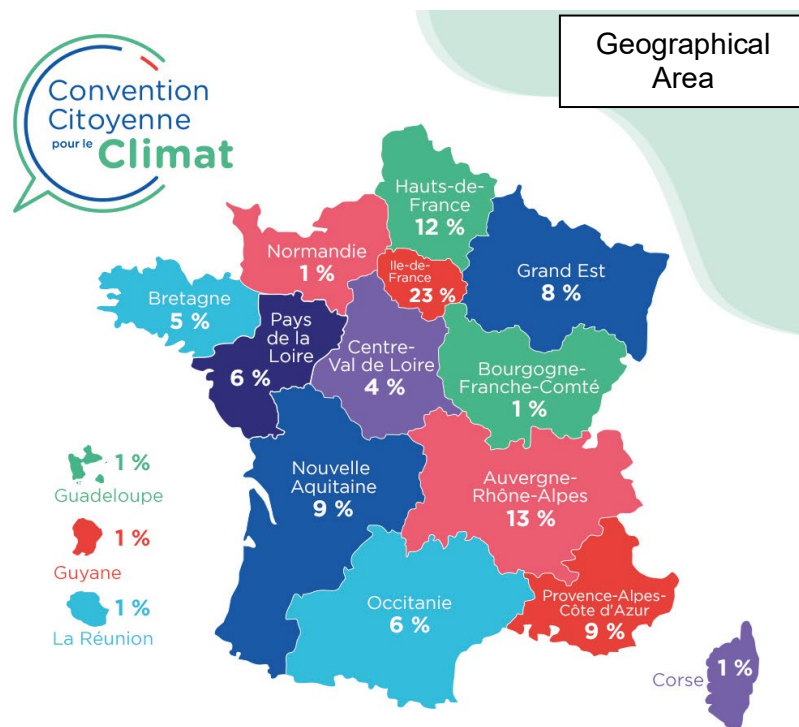 Geographical
Area
Convention
Citoyenne
pour le Climat
Hauts-de-
France
12 %
Normandie
1 %
Ile-de-
France
23 %
Grand Est
8 %
Bretagne
5 %
Pays
de la
Loire
6 %
Centre-
Val de Loire
4 %
Bourgogne-
Franche-Comté
1 %
Nouvelle
Aquitaine
9 %
Auvergne-
Rhône-Alpes
13 %
1 %
Guadeloupe
1 %
Guyane
1 %
La Réunion
Occitanie
6 %
Provence-Alpes-
Côte d'Azur
9 %
Corse
1 %